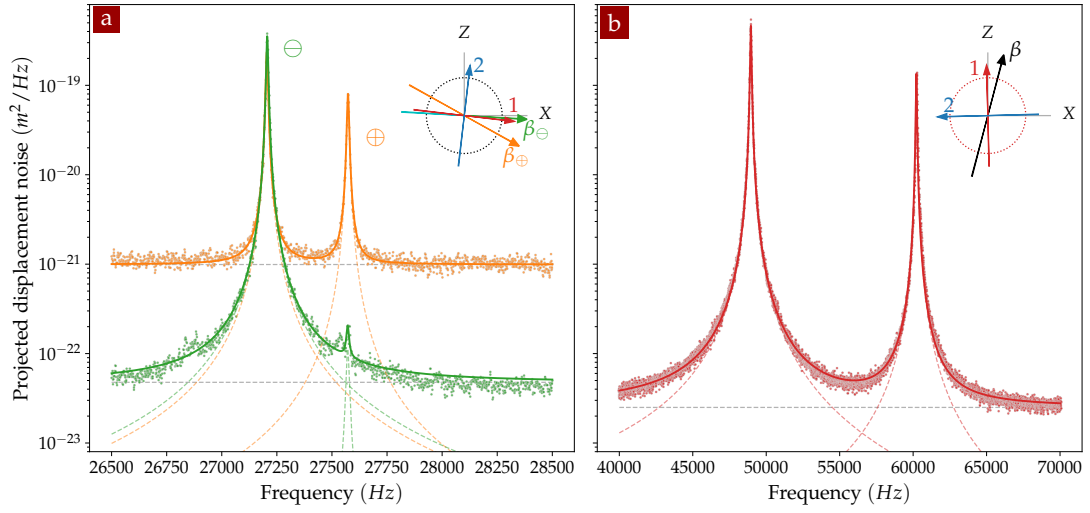 a
b
Projected displacement noise (m²/Hz)
10⁻¹⁹
10⁻²⁰
10⁻²¹
10⁻²²
10⁻²³
⊖
⊕
Z
X
2
1
β⊖
β⊕
26500 26750 27000 27250 27500 27750 28000 28250 28500
Frequency (Hz)
Z
X
1
β
2
40000 45000 50000 55000 60000 65000 70000
Frequency (Hz)